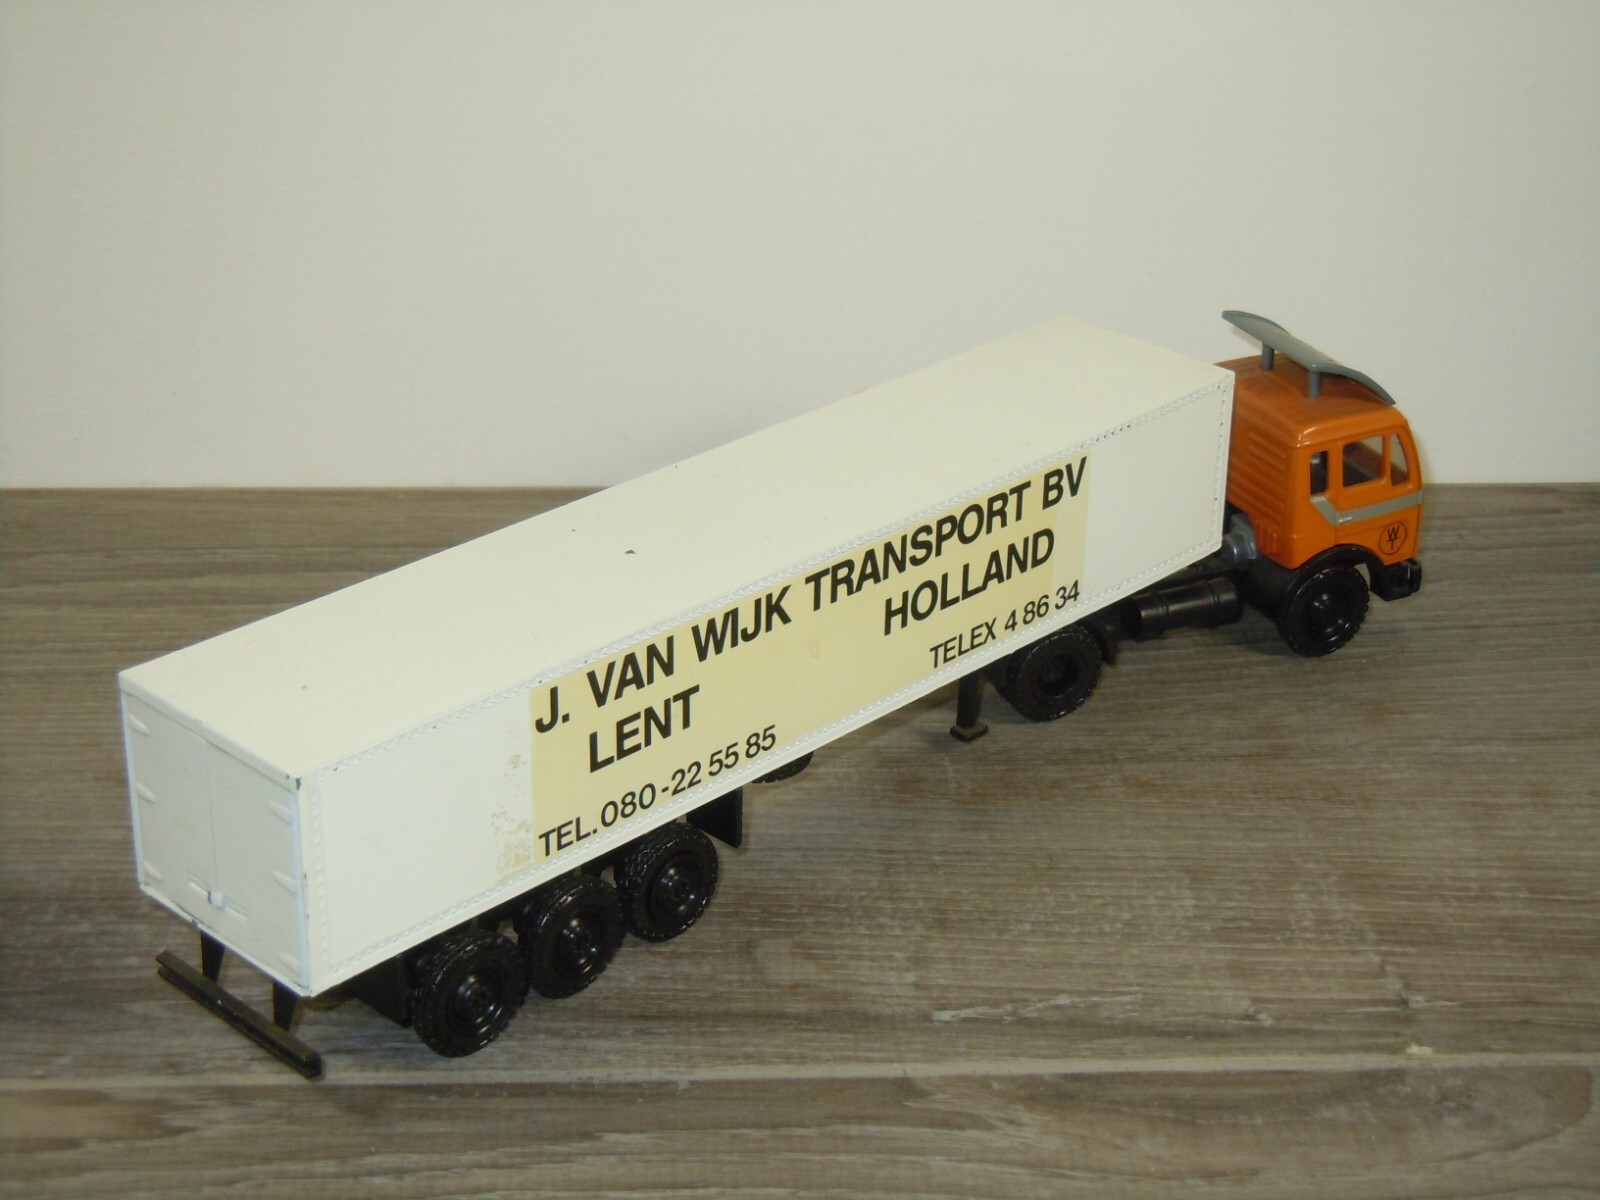 J. VAN WIJK TRANSPORT BV
LENT HOLLAND
TEL. 080-22 55 85 TELEX 4 86 34